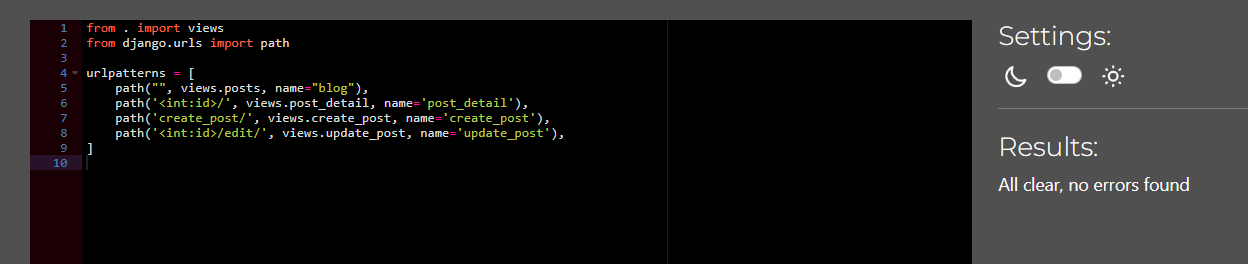 1 from . import views
2 from django.urls import path
3
4 urlpatterns = [
5     path("", views.posts, name="blog"),
6     path('<int:id>/', views.post_detail, name='post_detail'),
7     path('create_post/', views.create_post, name='create_post'),
8     path('<int:id>/edit/', views.update_post, name='update_post'),
9 ]
10
Settings:
Results:
All clear, no errors found